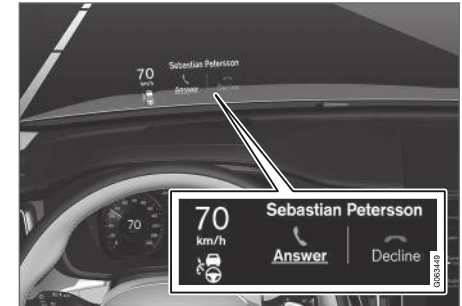 70
km/h
Sebastian Petersson
Answer
Decline
70
70
km/h
Sebastian Petersson
Answer
Decline
G063449